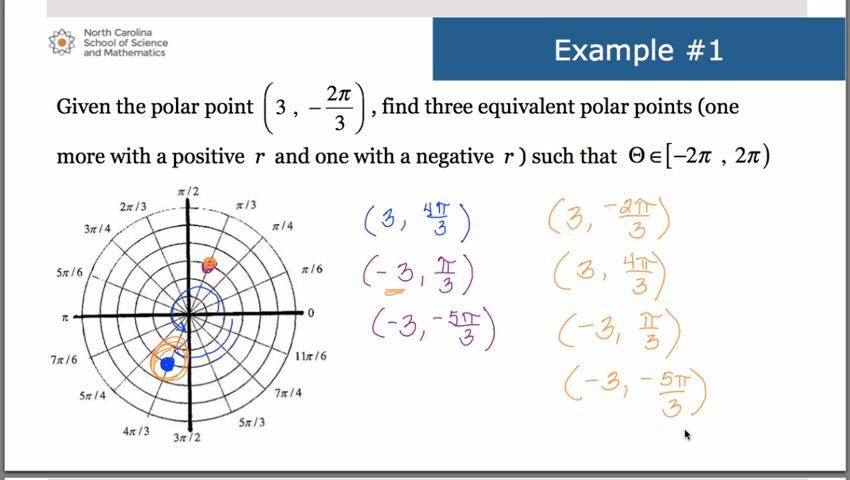 North Carolina
School of Science
and Mathematics
Example #1
Given the polar point (3 , −2π/3), find three equivalent polar points (one
more with a positive r and one with a negative r ) such that Θ∈[−2π , 2π)
π/2
2π/3
π/3
3π/4
π/4
5π/6
π/6
π
0
7π/6
11π/6
5π/4
7π/4
4π/3
5π/3
3π/2
(3, 4π/3)
(-3, π/3)
(-3, -5π/3)
(3, -2π/3)
(3, 4π/3)
(-3, π/3)
(-3, -5π/3)